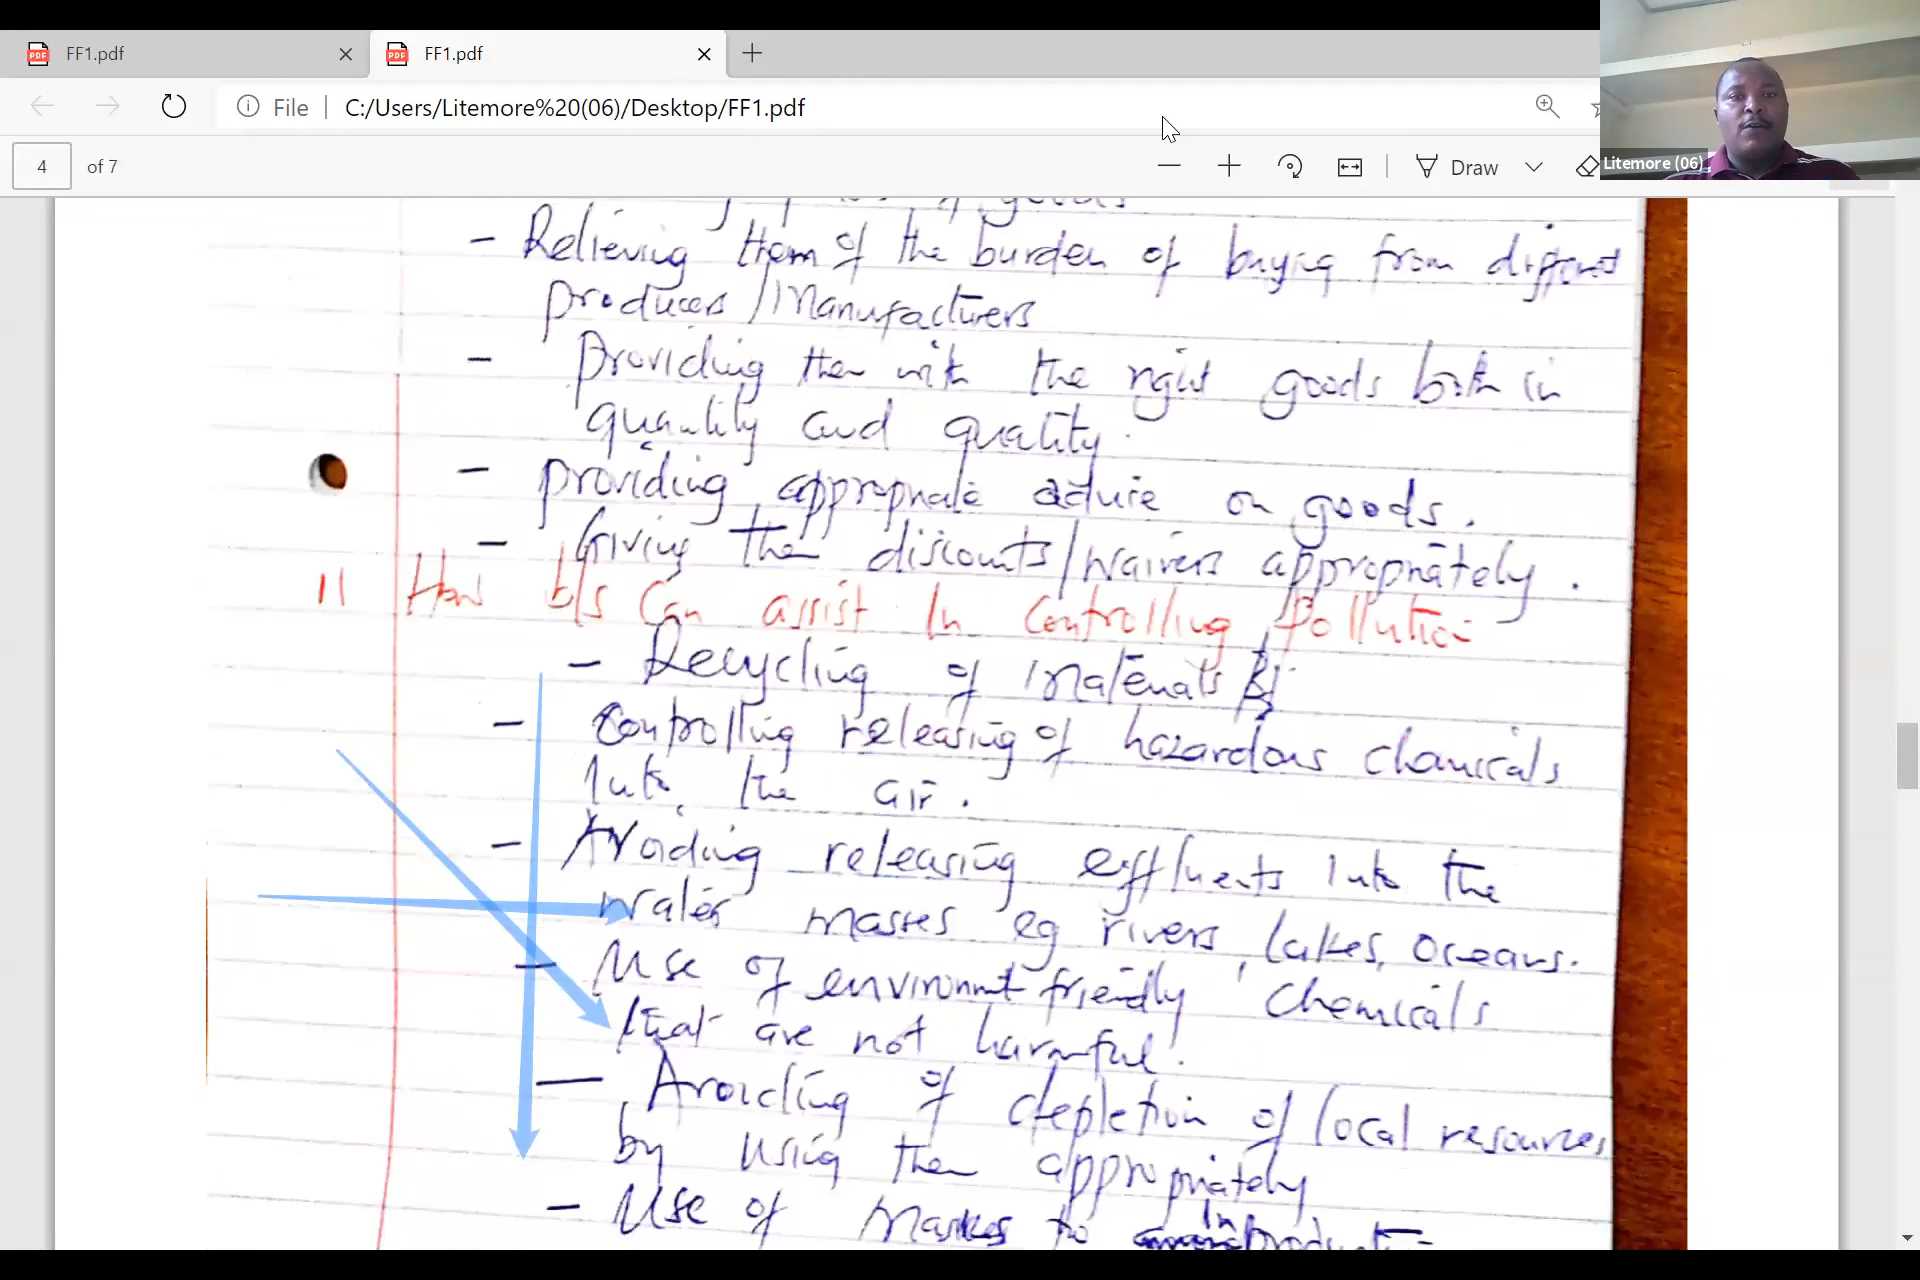 FF1.pdf
FF1.pdf
File
C:/Users/Litemore%20(06)/Desktop/FF1.pdf
4 of 7
Draw
Litemore (06)
- Relieving them of the burden of buying from different
producers / Manufacturers
- Providing them with the right goods both in
quantity and quality.
- providing appropriate advice on goods.
- Giving the discounts/waivers appropriately.
11 How b/s Can assist In Controlling Pollution
- Recycling of Materials
- Controlling releasing of hazardous chemicals
Into the air.
- Avoiding releasing effluents Into the
water masses eg rivers, lakes, oceans.
- Use of environmt friendly Chemicals
that are not harmful.
- Avoiding of depletion of local resources
by using them appropriately
- Use of